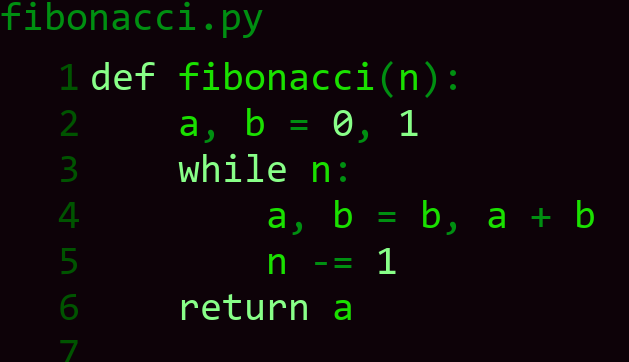 fibonacci.py
1 def fibonacci(n):
2     a, b = 0, 1
3     while n:
4         a, b = b, a + b
5         n -= 1
6     return a
7